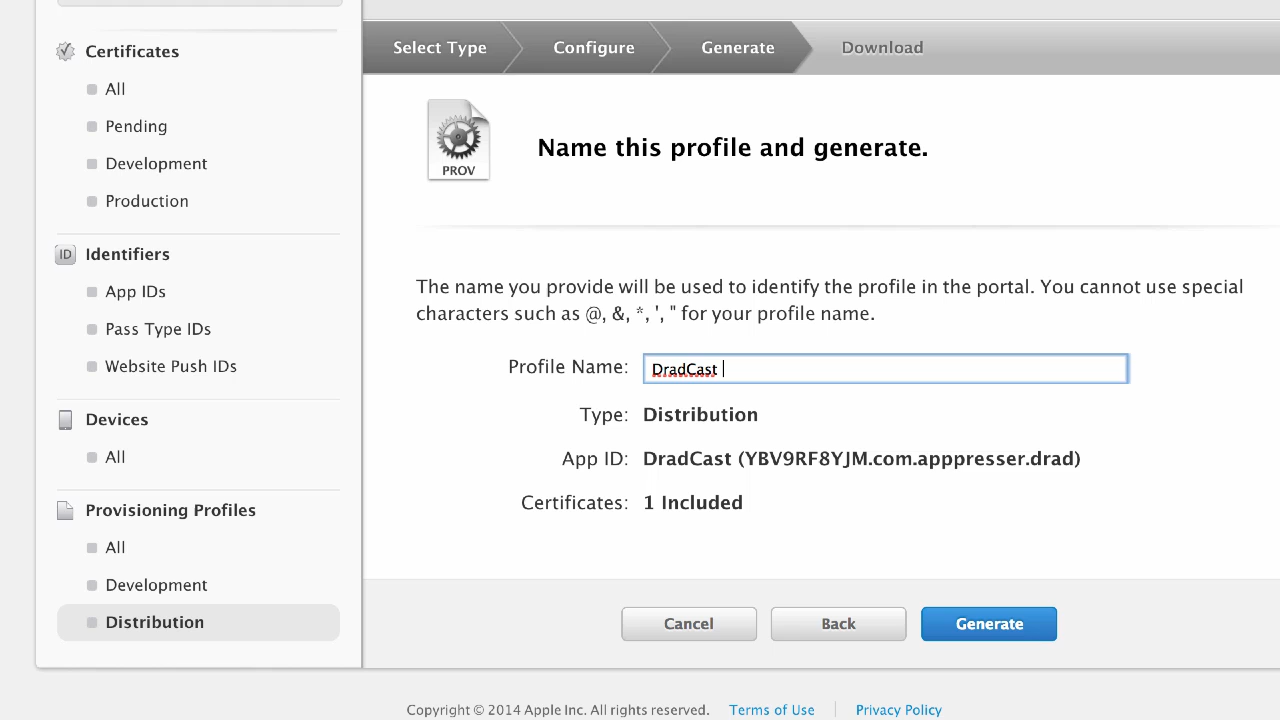 Certificates
All
Pending
Development
Production
ID Identifiers
App IDs
Pass Type IDs
Website Push IDs
Devices
All
Provisioning Profiles
All
Development
Distribution
Select Type
Configure
Generate
Download
PROV
Name this profile and generate.
The name you provide will be used to identify the profile in the portal. You cannot use special
characters such as @, &, *, ', " for your profile name.
Profile Name: DradCast
Type: Distribution
App ID: DradCast (YBV9RF8YJM.com.apppresser.drad)
Certificates: 1 Included
Cancel
Back
Generate
Copyright © 2014 Apple Inc. All rights reserved. Terms of Use Privacy Policy